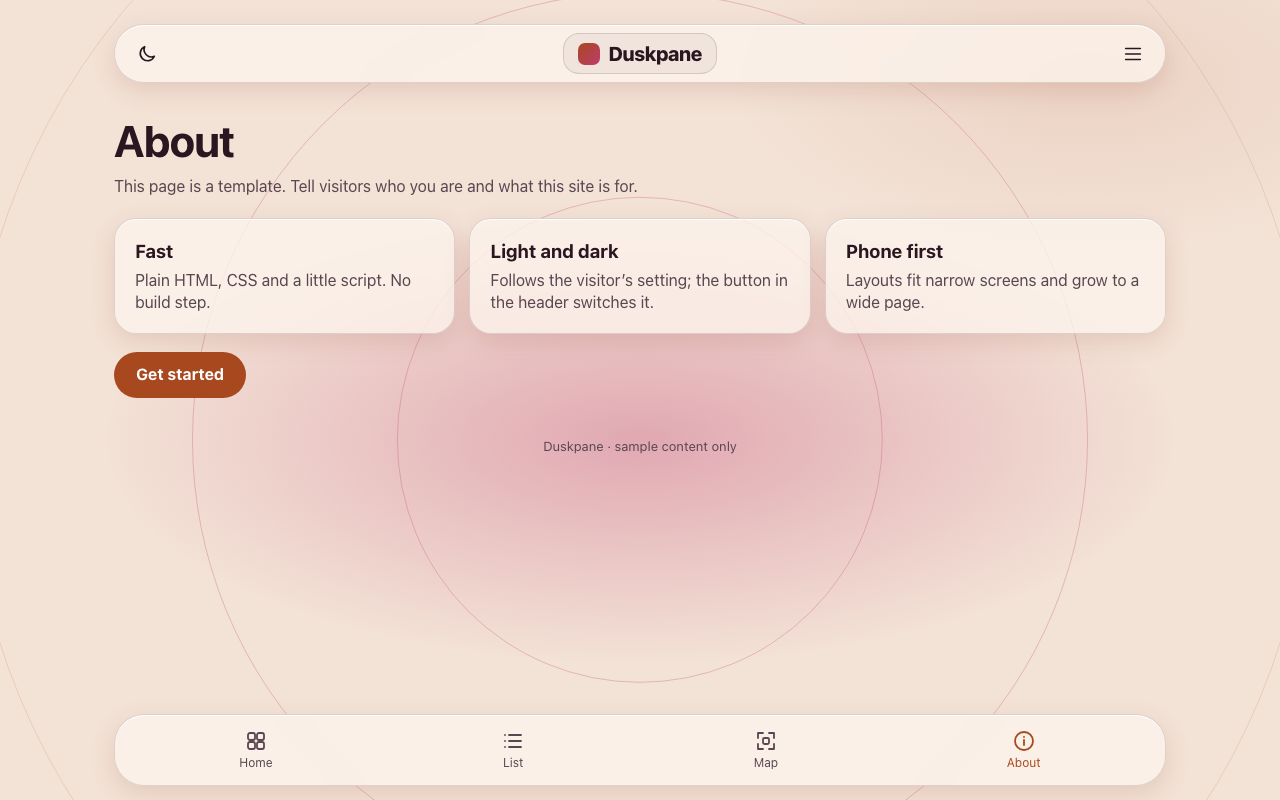 Duskpane
About
This page is a template. Tell visitors who you are and what this site is for.
Fast
Plain HTML, CSS and a little script. No
build step.
Light and dark
Follows the visitor’s setting; the button in
the header switches it.
Phone first
Layouts fit narrow screens and grow to a
wide page.
Get started
Duskpane · sample content only
Home
List
Map
About